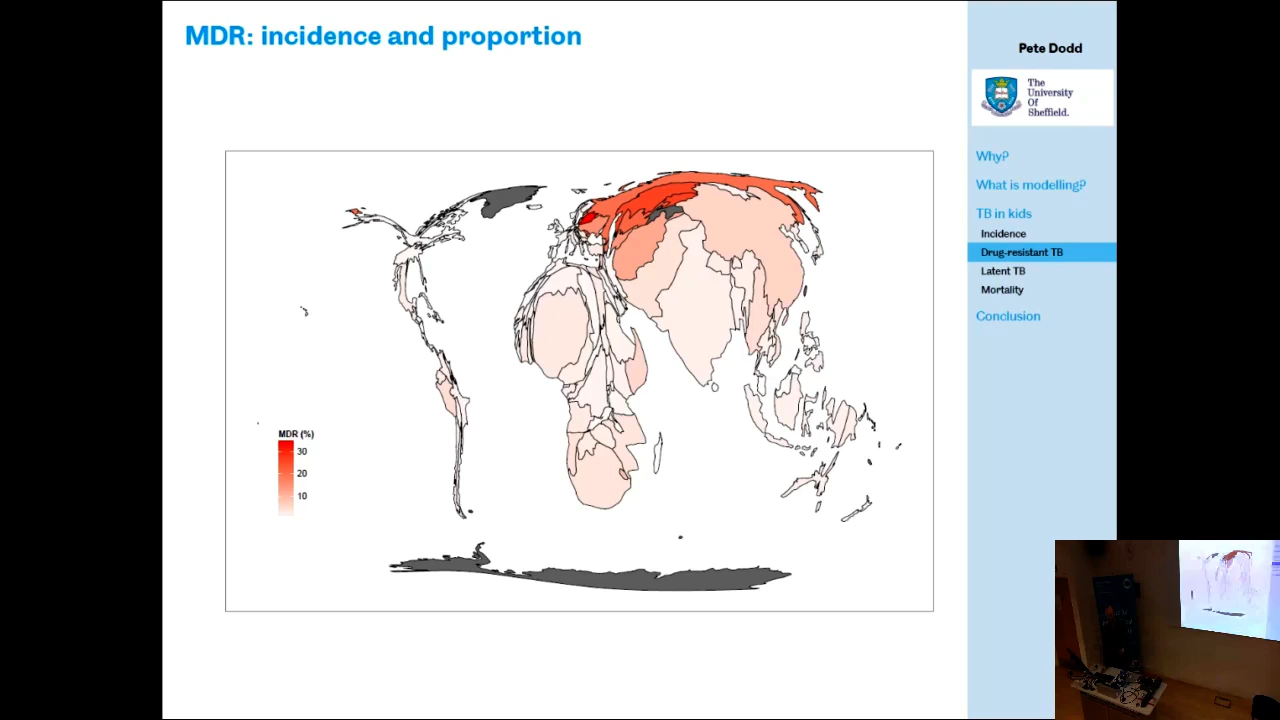 MDR: incidence and proportion
MDR (%)
30
20
10
Pete Dodd
The
University
Of
Sheffield.
Why?
What is modelling?
TB in kids
Incidence
Drug-resistant TB
Latent TB
Mortality
Conclusion